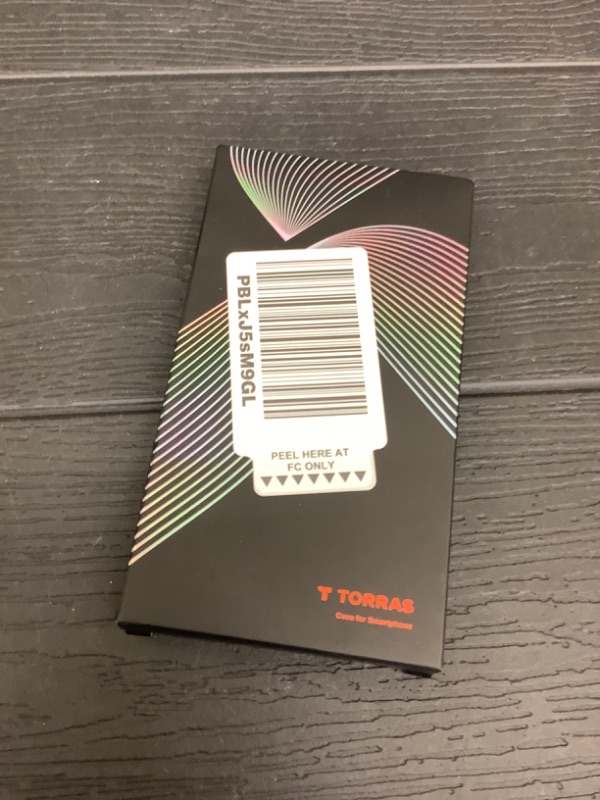 PBLxJ5sM9GL
PEEL HERE AT
FC ONLY
TORRAS
Case for Smartphone